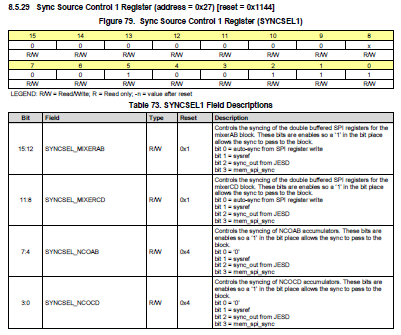 8.5.29 Sync Source Control 1 Register (address = 0x27) [reset = 0x1144]
Figure 79. Sync Source Control 1 Register (SYNCSEL1)
15 14 13 12 11 10 9 8
0 0 0 0 0 0 0 x
R/W R/W R/W R/W R/W R/W R/W R/W
7 6 5 4 3 2 1 0
0 0 1 0 0 1 1 1
R/W R/W R/W R/W R/W R/W R/W R/W
LEGEND: R/W = Read/Write; R = Read only; -n = value after reset
Table 73. SYNCSEL1 Field Descriptions
Bit Field Type Reset Description
15:12 SYNCSEL_MIXERAB R/W 0x1
Controls the syncing of the double buffered SPI registers for the
mixerAB block. These bits are enables so a '1' in the bit place
allows the sync to pass to the block.
bit 0 = auto-sync from SPI register write
bit 1 = sysref
bit 2 = sync_out from JESD
bit 3 = mem_spi_sync
11:8 SYNCSEL_MIXERCD R/W 0x1
Controls the syncing of the double buffered SPI registers for the
mixerCD block. These bits are enables so a '1' in the bit place
allows the sync to pass to the block.
bit 0 = auto-sync from SPI register write
bit 1 = sysref
bit 2 = sync_out from JESD
bit 3 = mem_spi_sync
7:4 SYNCSEL_NCOAB R/W 0x4
Controls the syncing of NCOAB accumulators. These bits are
enables so a '1' in the bit place allows the sync to pass to the
block.
bit 0 = '0'
bit 1 = sysref
bit 2 = sync_out from JESD
bit 3 = mem_spi_sync
3:0 SYNCSEL_NCOCD R/W 0x4
Controls the syncing of NCOCD accumulators. These bits are
enables so a '1' in the bit place allows the sync to pass to the
block.
bit 0 = '0'
bit 1 = sysref
bit 2 = sync_out from JESD
bit 3 = mem_spi_sync